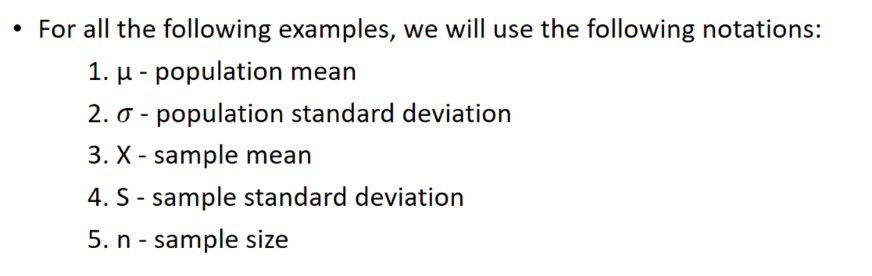 • For all the following examples, we will use the following notations:
1. μ - population mean
2. σ - population standard deviation
3. X - sample mean
4. S - sample standard deviation
5. n - sample size